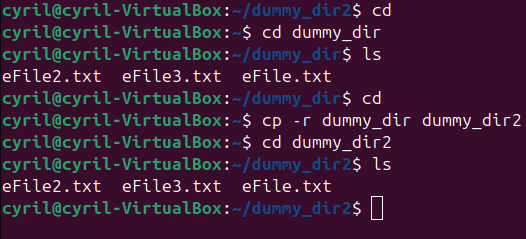 cyril@cyril-VirtualBox:~/dummy_dir2$ cd
cyril@cyril-VirtualBox:~$ cd dummy_dir
cyril@cyril-VirtualBox:~/dummy_dir$ ls
eFile2.txt  eFile3.txt  eFile.txt
cyril@cyril-VirtualBox:~/dummy_dir$ cd
cyril@cyril-VirtualBox:~$ cp -r dummy_dir dummy_dir2
cyril@cyril-VirtualBox:~$ cd dummy_dir2
cyril@cyril-VirtualBox:~/dummy_dir2$ ls
eFile2.txt  eFile3.txt  eFile.txt
cyril@cyril-VirtualBox:~/dummy_dir2$